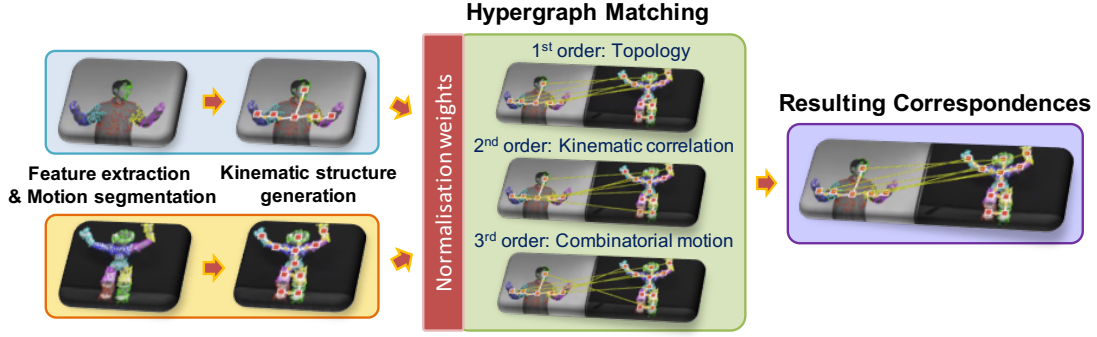 Hypergraph Matching
Feature extraction
& Motion segmentation
Kinematic structure
generation
Normalisation weights
1st order: Topology
2nd order: Kinematic correlation
3rd order: Combinatorial motion
Resulting Correspondences